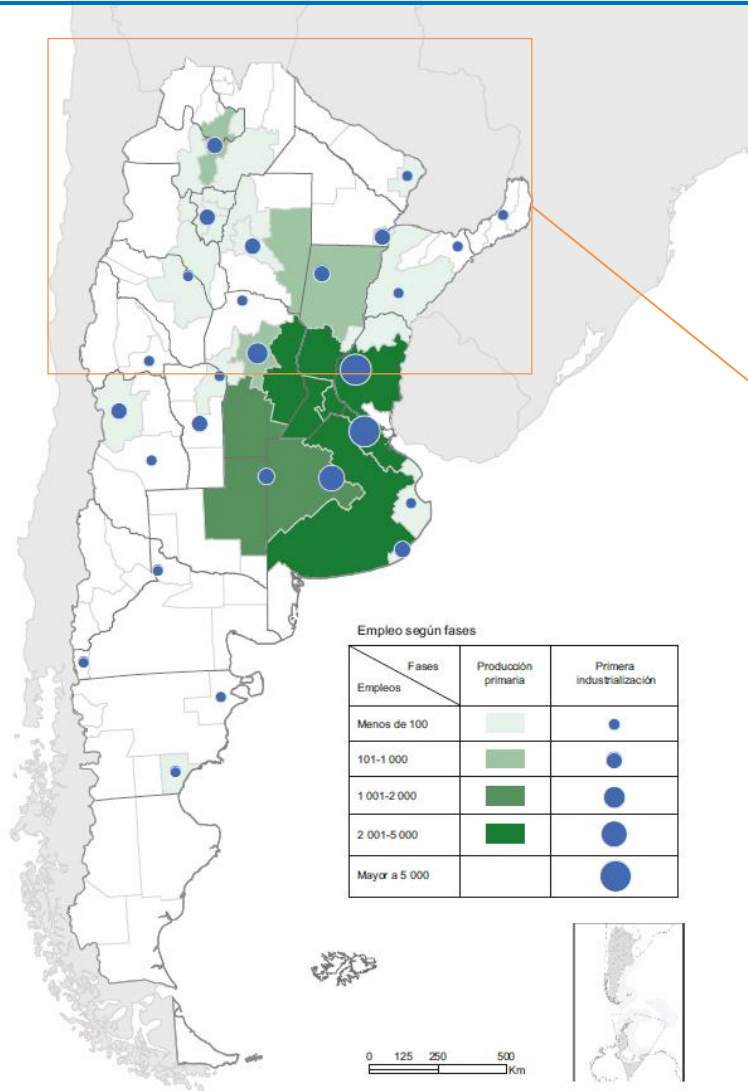 Empleo según fases
Fases
Empleos
Producción
primaria
Primera
industrialización
Menos de 100
101-1 000
1 001-2 000
2 001-5 000
Mayor a 5 000
0 125 250 500
Km